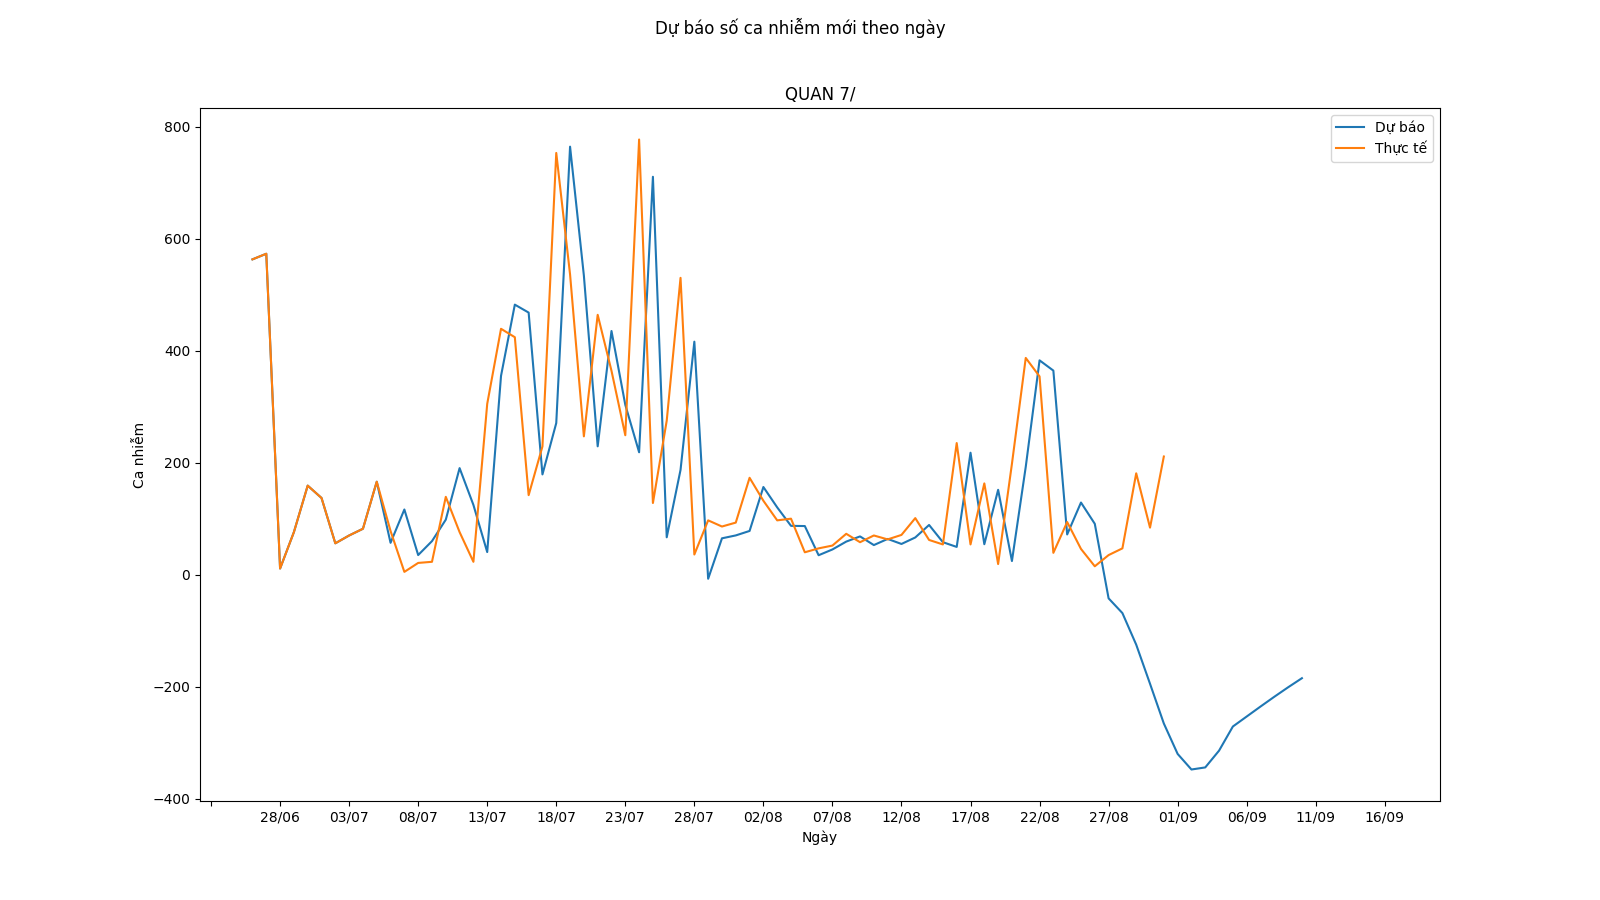 Dự báo số ca nhiễm mới theo ngày
QUAN 7/
Dự báo
Thực tế
800
600
400
200
0
−200
−400
Ca nhiễm
28/06 03/07 08/07 13/07 18/07 23/07 28/07 02/08 07/08 12/08 17/08 22/08 27/08 01/09 06/09 11/09 16/09
Ngày